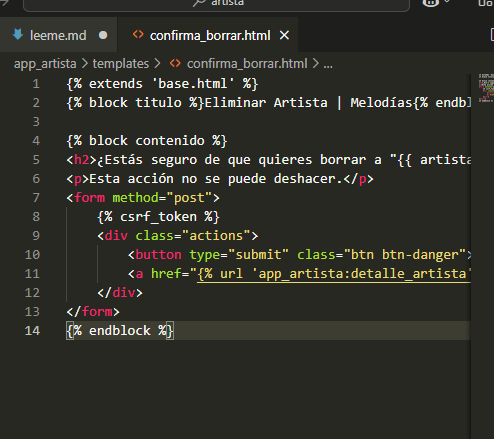 artista
leeme.md
confirma_borrar.html
app_artista > templates > confirma_borrar.html > ...
1 {% extends 'base.html' %}
2 {% block titulo %}Eliminar Artista | Melodías{% endbl
3
4 {% block contenido %}
5 <h2>¿Estás seguro de que quieres borrar a "{{ artista
6 <p>Esta acción no se puede deshacer.</p>
7 <form method="post">
8 {% csrf_token %}
9 <div class="actions">
10 <button type="submit" class="btn btn-danger">
11 <a href="{% url 'app_artista:detalle_artista'
12 </div>
13 </form>
14 {% endblock %}